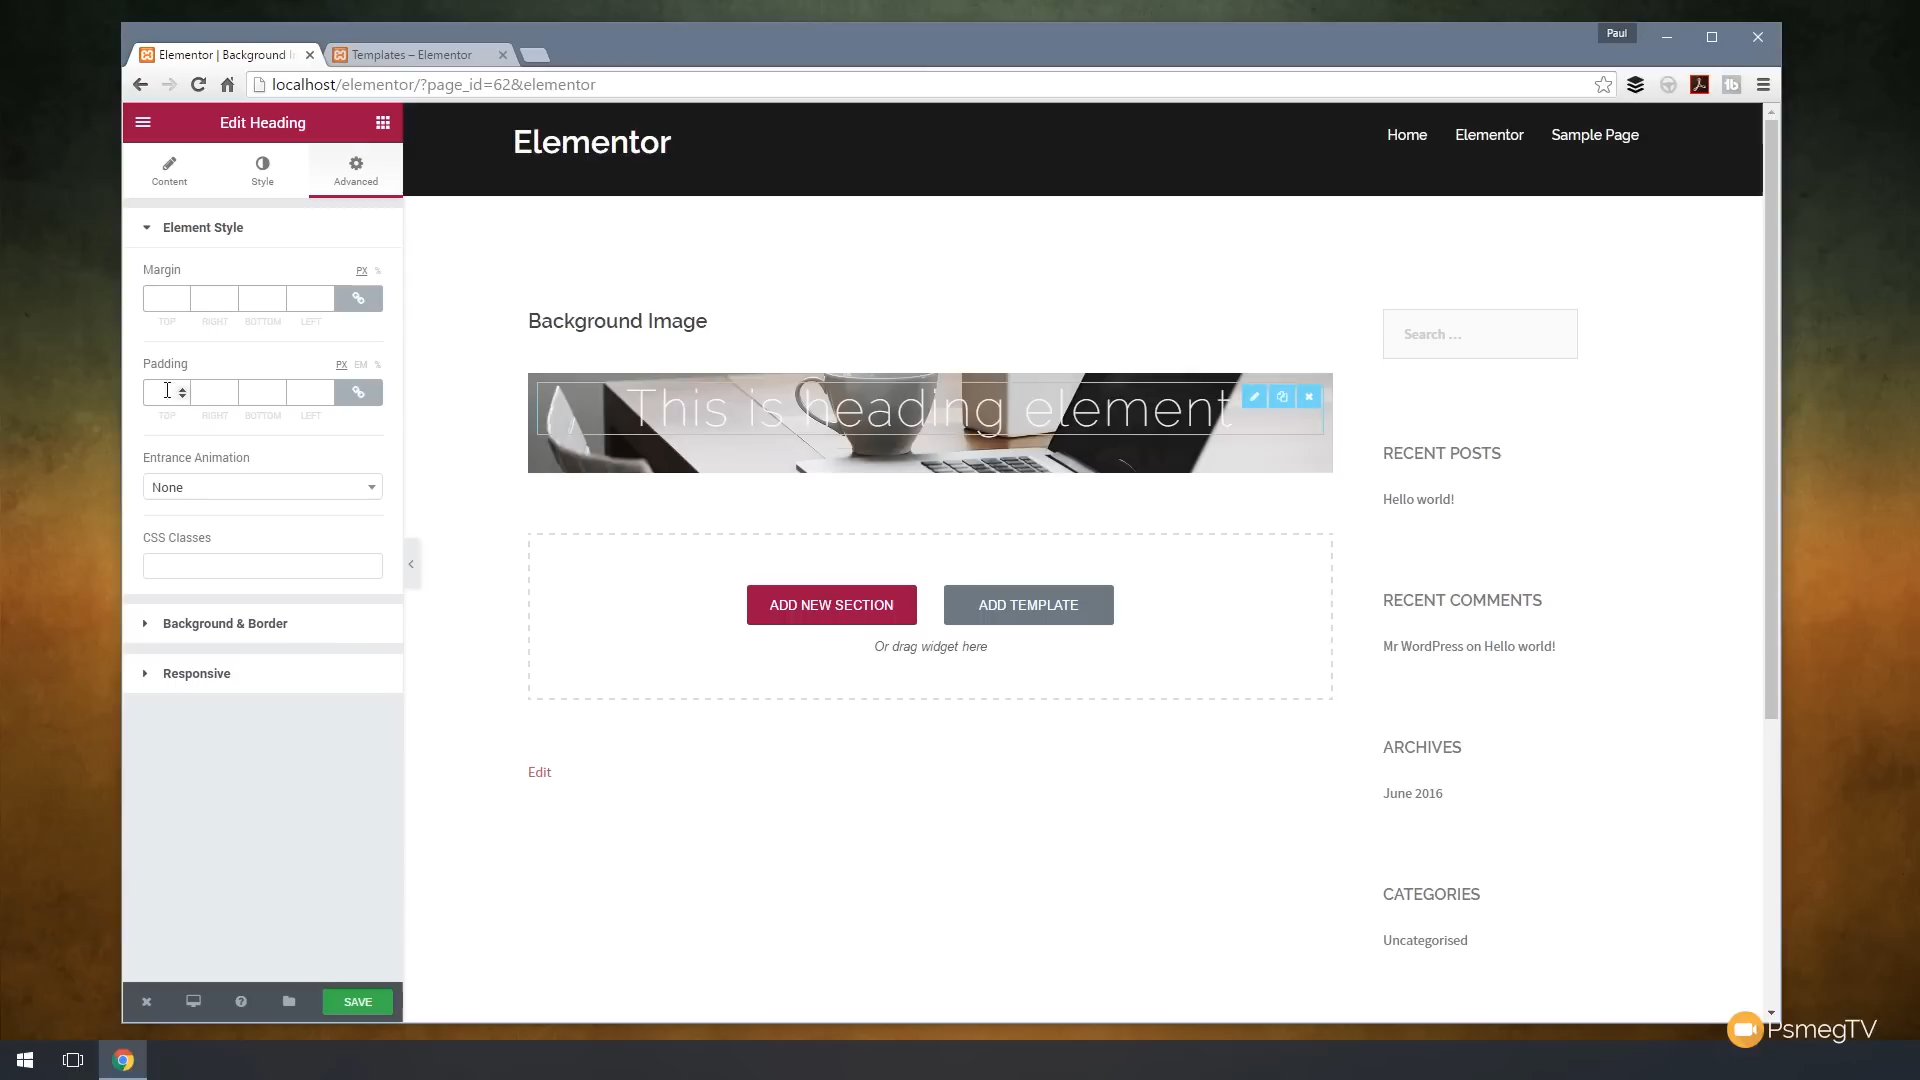 Paul
Elementor | Background I
Templates – Elementor
localhost/elementor/?page_id=62&elementor
Edit Heading
Content
Style
Advanced
Element Style
Margin
PX %
TOP RIGHT BOTTOM LEFT
Padding
PX EM %
TOP RIGHT BOTTOM LEFT
Entrance Animation
None
CSS Classes
Background & Border
Responsive
SAVE
Elementor
Home
Elementor
Sample Page
Background Image
This is heading element
ADD NEW SECTION
ADD TEMPLATE
Or drag widget here
Edit
Search ...
RECENT POSTS
Hello world!
RECENT COMMENTS
Mr WordPress on Hello world!
ARCHIVES
June 2016
CATEGORIES
Uncategorised
PsmegTV